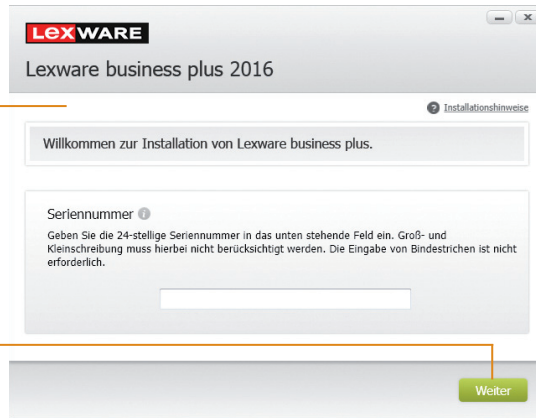 LEXWARE
Lexware business plus 2016
? Installationshinweise
Willkommen zur Installation von Lexware business plus.
Seriennummer i
Geben Sie die 24-stellige Seriennummer in das unten stehende Feld ein. Groß- und
Kleinschreibung muss hierbei nicht berücksichtigt werden. Die Eingabe von Bindestrichen ist nicht
erforderlich.
Weiter